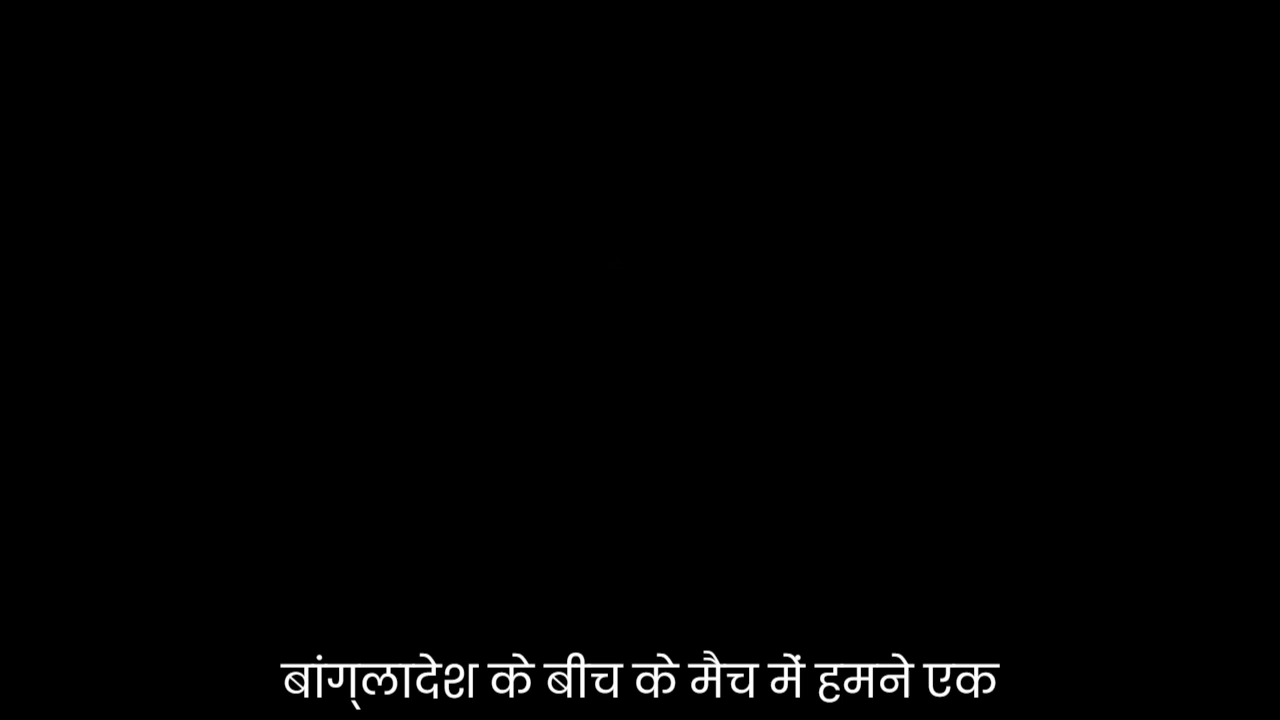 बांग्लादेश के बीच के मैच में हमने एक